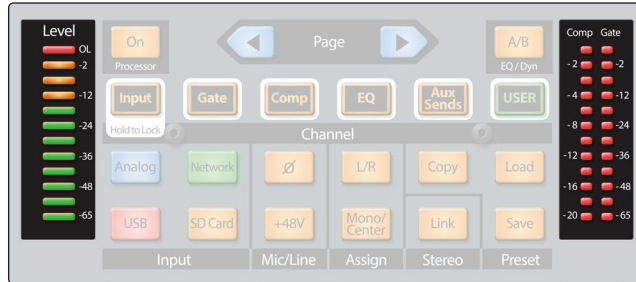 Level
OL
-2
-12
-24
-36
-48
-65
On
Processor
Page
A/B
EQ / Dyn
Input
Hold to Lock
Gate
Comp
EQ
Aux Sends
USER
Channel
Analog
Network
Ø
L/R
Copy
Load
USB
SD Card
+48V
Mono/
Center
Link
Save
Input
Mic/Line
Assign
Stereo
Preset
Comp Gate
-2 -2
-4 -12
-8 -24
-12 -36
-16 -48
-20 -65